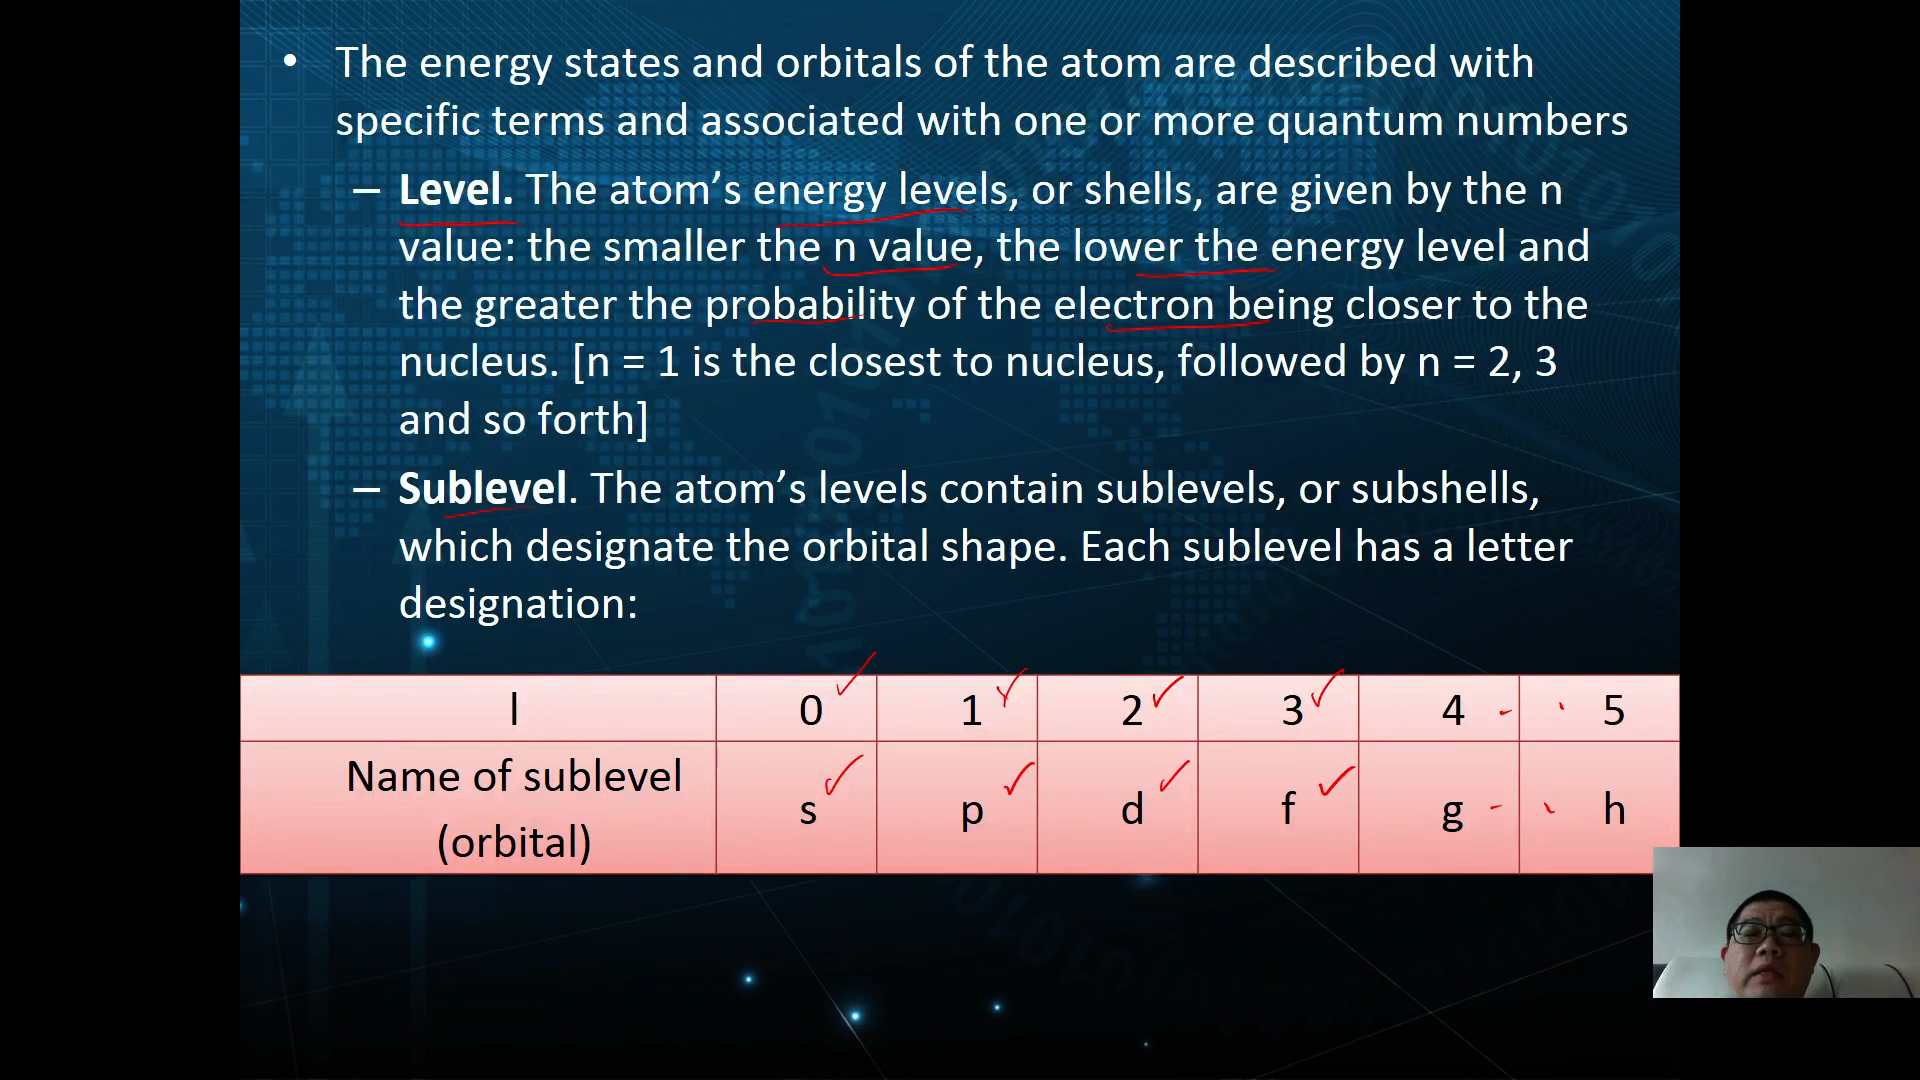 • The energy states and orbitals of the atom are described with
specific terms and associated with one or more quantum numbers
– Level. The atom’s energy levels, or shells, are given by the n
value: the smaller the n value, the lower the energy level and
the greater the probability of the electron being closer to the
nucleus. [n = 1 is the closest to nucleus, followed by n = 2, 3
and so forth]
– Sublevel. The atom’s levels contain sublevels, or subshells,
which designate the orbital shape. Each sublevel has a letter
designation:
l 0 1 2 3 4 5
Name of sublevel
(orbital) s p d f g h